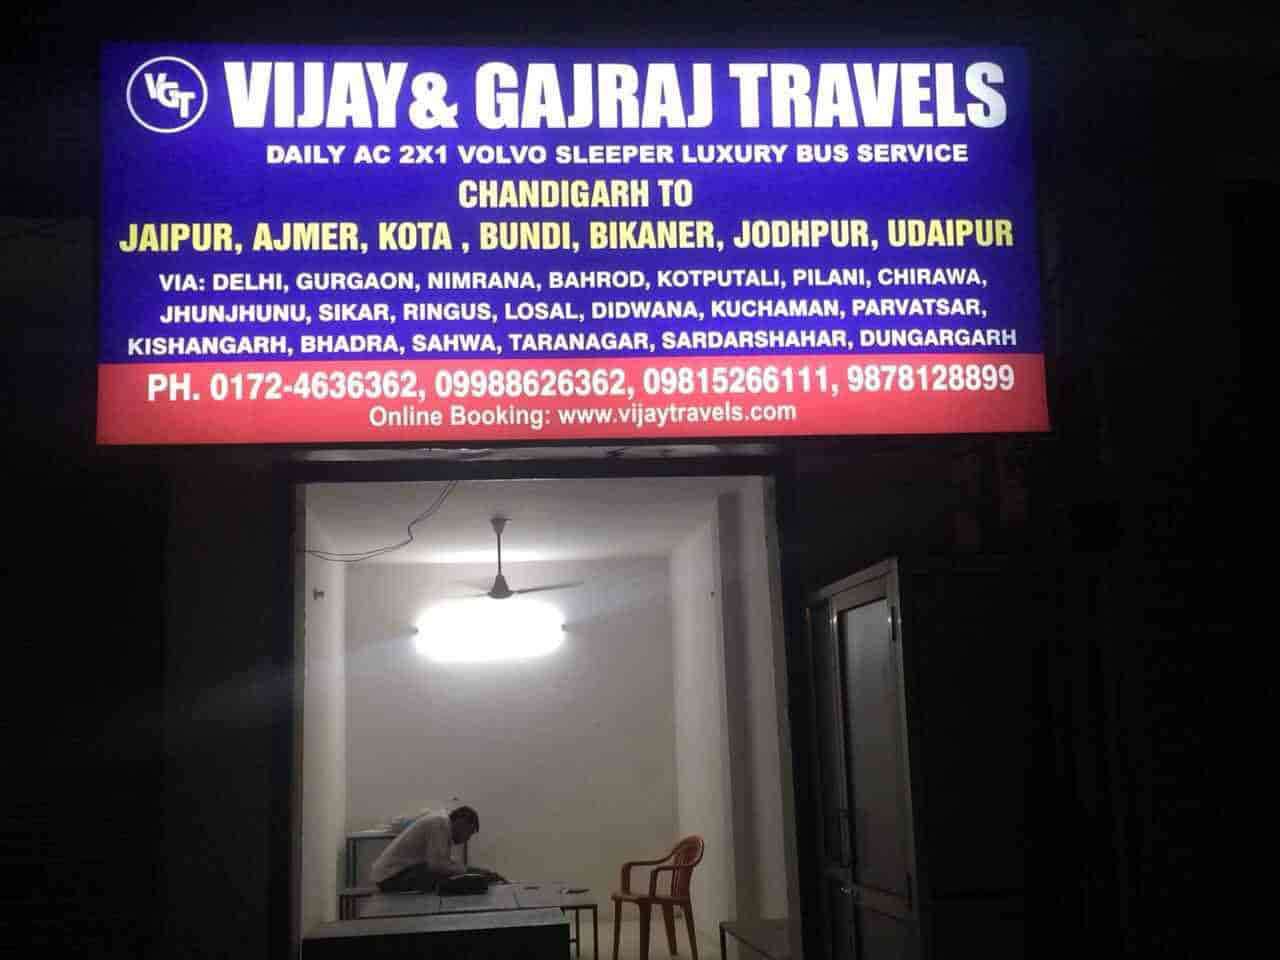 VGT
VIJAY& GAJRAJ TRAVELS
DAILY AC 2X1 VOLVO SLEEPER LUXURY BUS SERVICE
CHANDIGARH TO
JAIPUR, AJMER, KOTA , BUNDI, BIKANER, JODHPUR, UDAIPUR
VIA: DELHI, GURGAON, NIMRANA, BAHROD, KOTPUTALI, PILANI, CHIRAWA,
JHUNJHUNU, SIKAR, RINGUS, LOSAL, DIDWANA, KUCHAMAN, PARVATSAR,
KISHANGARH, BHADRA, SAHWA, TARANAGAR, SARDARSHAHAR, DUNGARGARH
PH. 0172-4636362, 09988626362, 09815266111, 9878128899
Online Booking: www.vijaytravels.com